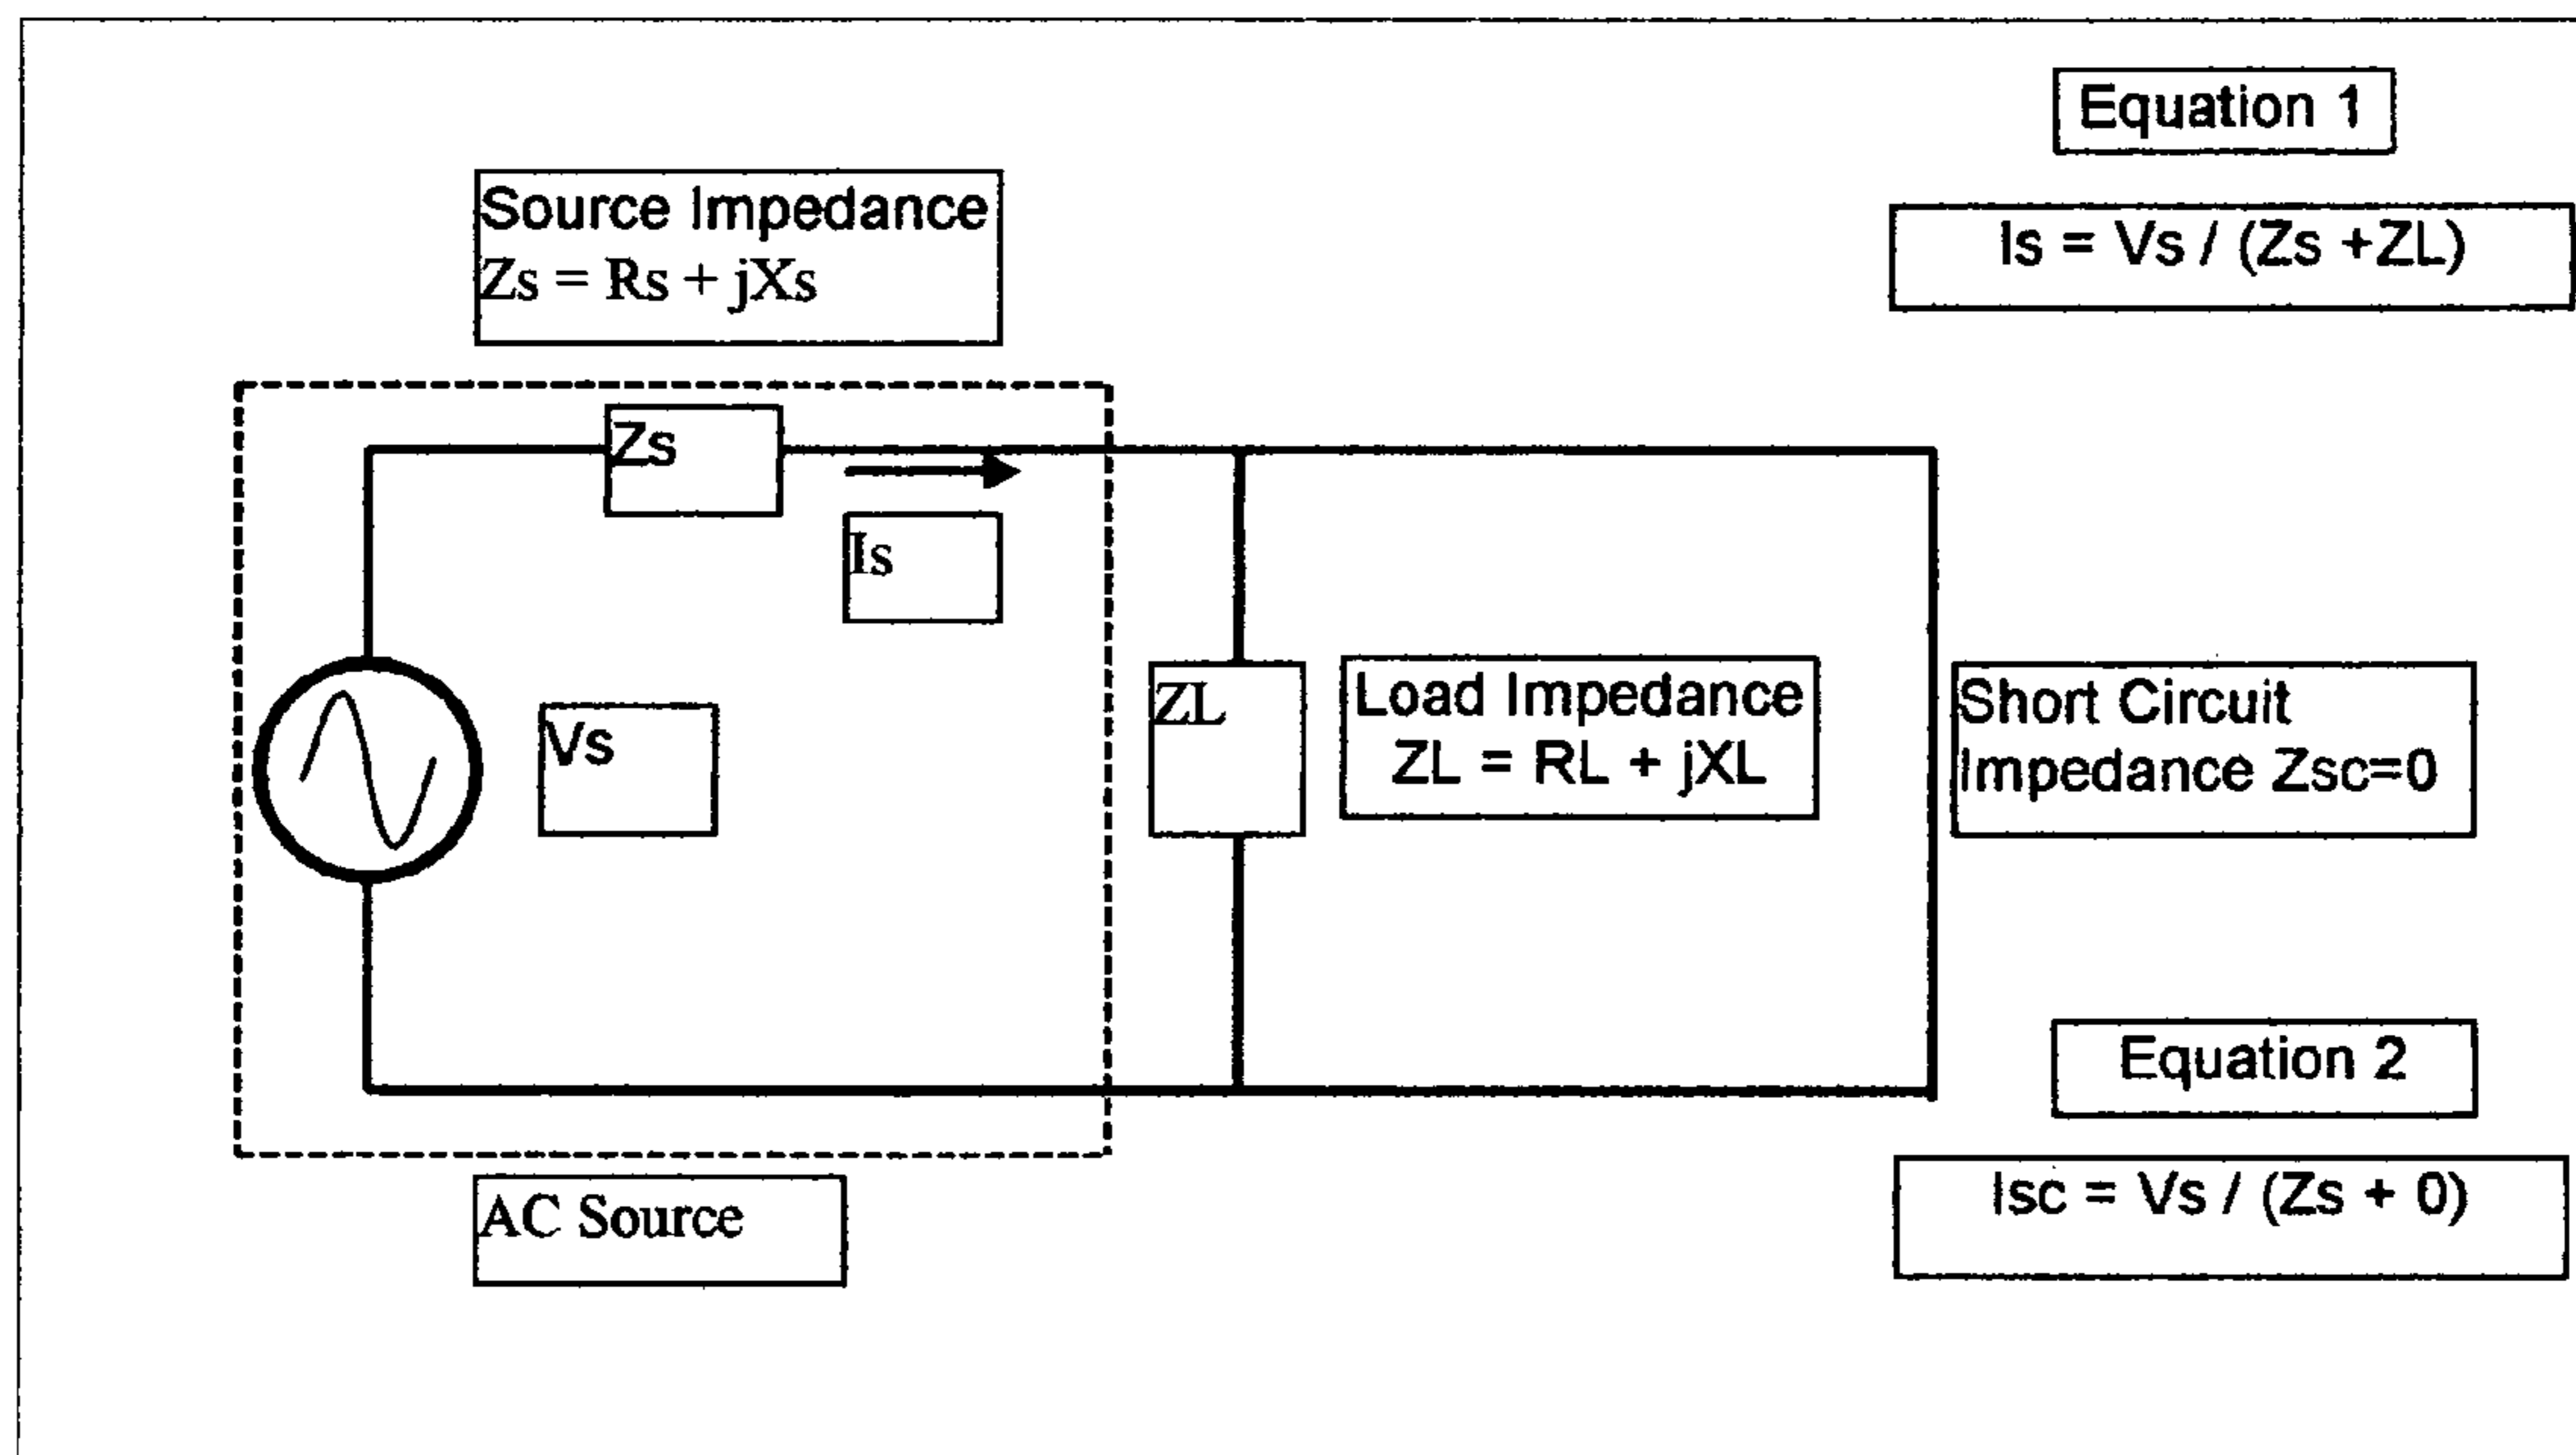 Equation 1
Is = Vs / (Zs +ZL)
Source Impedance
Zs = Rs + jXs
Zs
Is
Vs
ZL
Load Impedance
ZL = RL + jXL
Short Circuit
Impedance Zsc=0
Equation 2
Isc = Vs / (Zs + 0)
AC Source